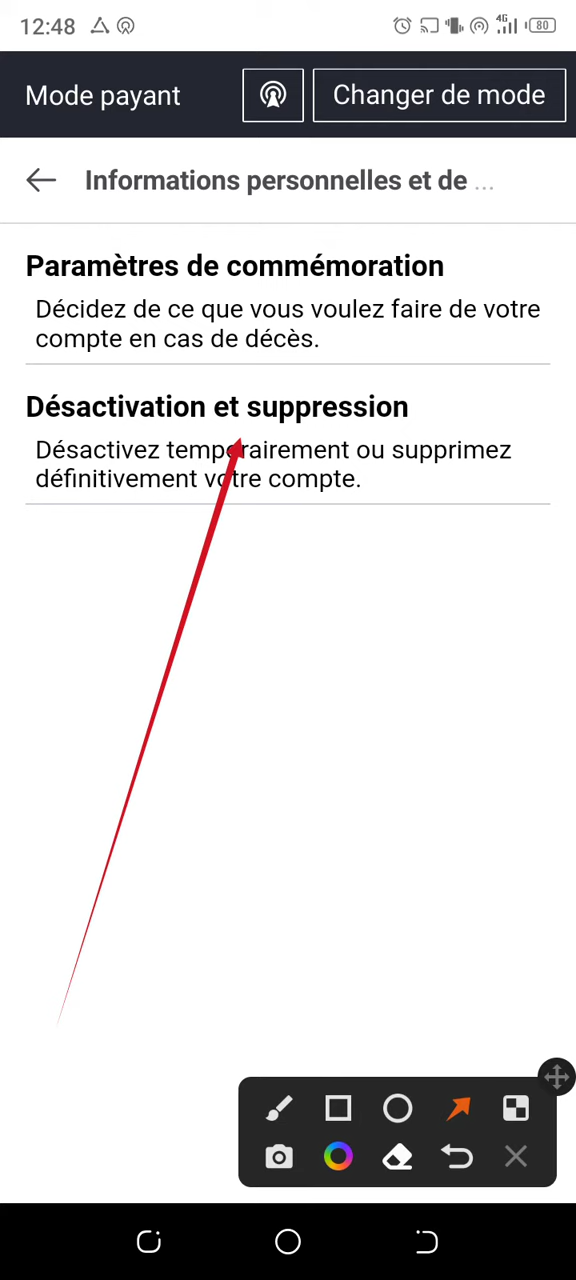 12:48
4G
80
Mode payant
Changer de mode
Informations personnelles et de ...
Paramètres de commémoration
Décidez de ce que vous voulez faire de votre
compte en cas de décès.
Désactivation et suppression
Désactivez temporairement ou supprimez
définitivement votre compte.